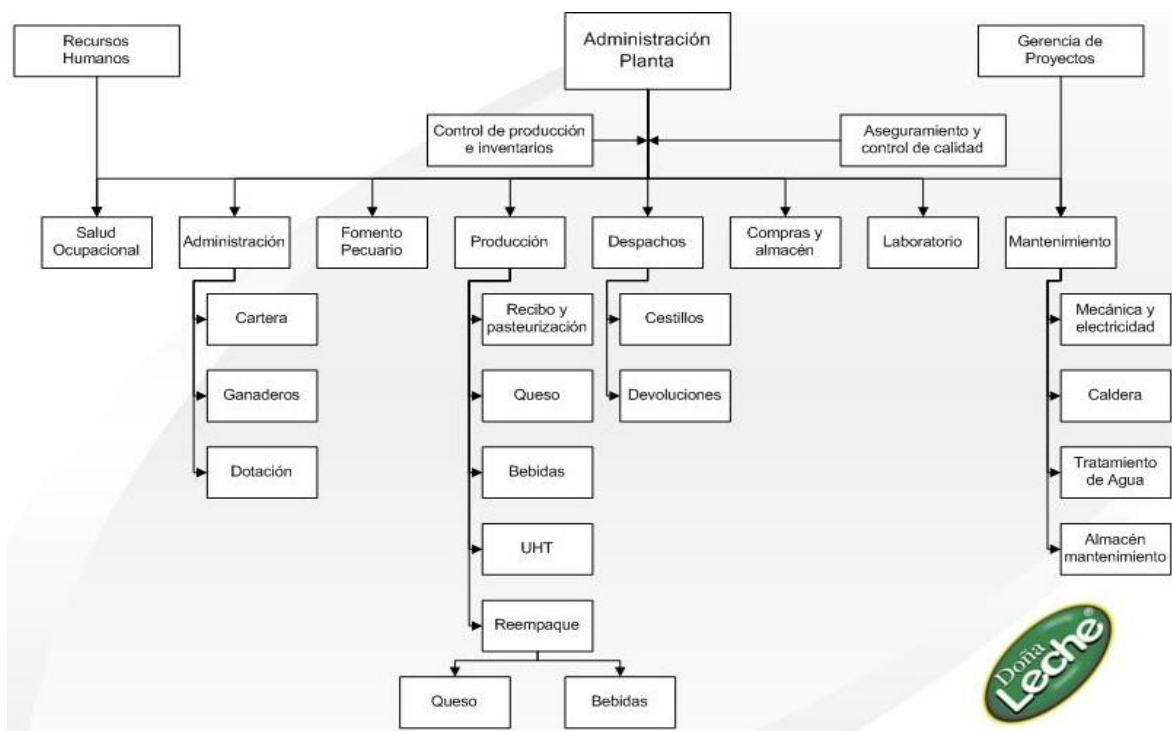 Recursos
Humanos
Administración
Planta
Gerencia de
Proyectos
Control de producción
e inventarios
Aseguramiento y
control de calidad
Salud
Ocupacional
Administración
Fomento
Pecuario
Producción
Despachos
Compras y
almacén
Laboratorio
Mantenimiento
Cartera
Ganaderos
Dotación
Recibo y
pasteurización
Queso
Bebidas
UHT
Reempaque
Queso
Bebidas
Cestillos
Devoluciones
Mecánica y
electricidad
Caldera
Tratamiento
de Agua
Almacén
mantenimiento
Doña
Leche®